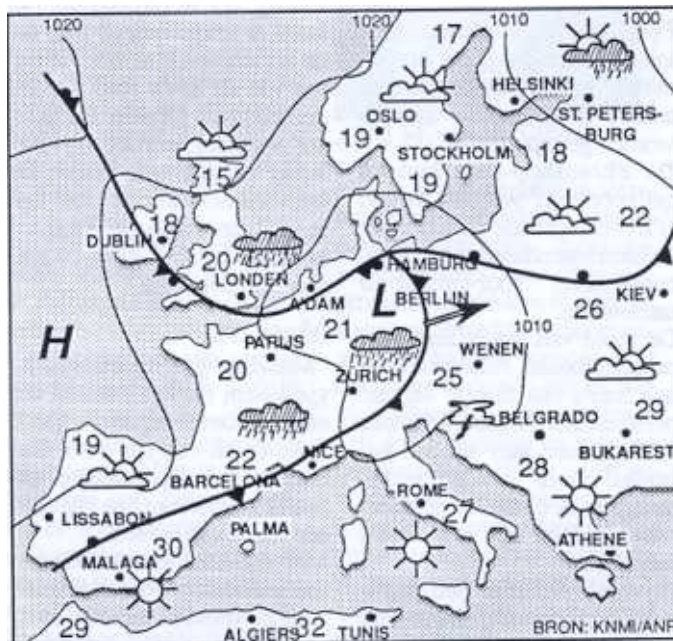 1020
1020
1010
1000
17
HELSINKI
OSLO
ST. PETERS-
BURG
19
STOCKHOLM
18
15
19
18
22
DUBLIN
20
HAMBURG
LONDEN
A'DAM
L
BERLIJN
26
KIEV
H
21
1010
PARIJS
20
WENEN
ZÜRICH
25
29
BELGRADO
19
22
NICE
BUKAREST
BARCELONA
28
ROME
LISSABON
PALMA
27
30
ATHENE
MALAGA
29
ALGIERS
32
TUNIS
BRON: KNMI/ANP